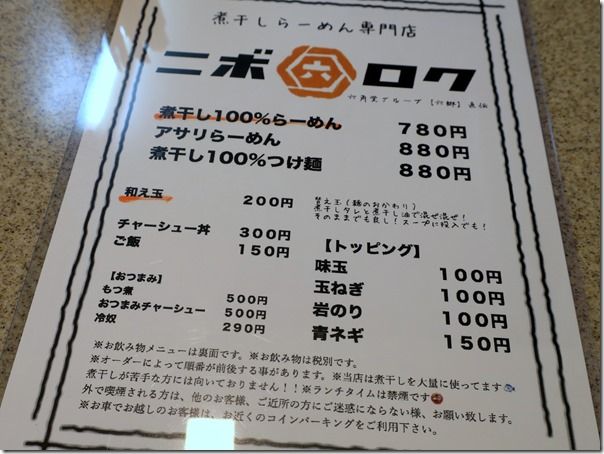 煮干しらーめん専門店
ニボ 六 ロク
六角堂グループ【六郷】直伝
煮干し100%らーめん 780円
アサリらーめん 880円
煮干し100%つけ麺 880円
和え玉 200円
替え玉(麺のおかわり)
煮干しタレと煮干し油で混ぜ混ぜ!
そのままでも良し!スープに投入でも!
チャーシュー丼 300円
ご飯 150円
【おつまみ】
もつ煮 500円
おつまみチャーシュー 500円
冷奴 290円
【トッピング】
味玉 100円
玉ねぎ 100円
岩のり 100円
青ネギ 150円
※お飲み物メニューは裏面です。※お飲み物は税別です。
※オーダーによって順番が前後する事があります。※当店は煮干しを大量に使ってます
煮干しが苦手な方には向いておりません!!※ランチタイムは禁煙です
外で喫煙される方は、他のお客様、ご近所の方にご迷惑にならない様、お願い致します。
※お車でお越しのお客様は、お近くのコインパーキングをご利用下さい。